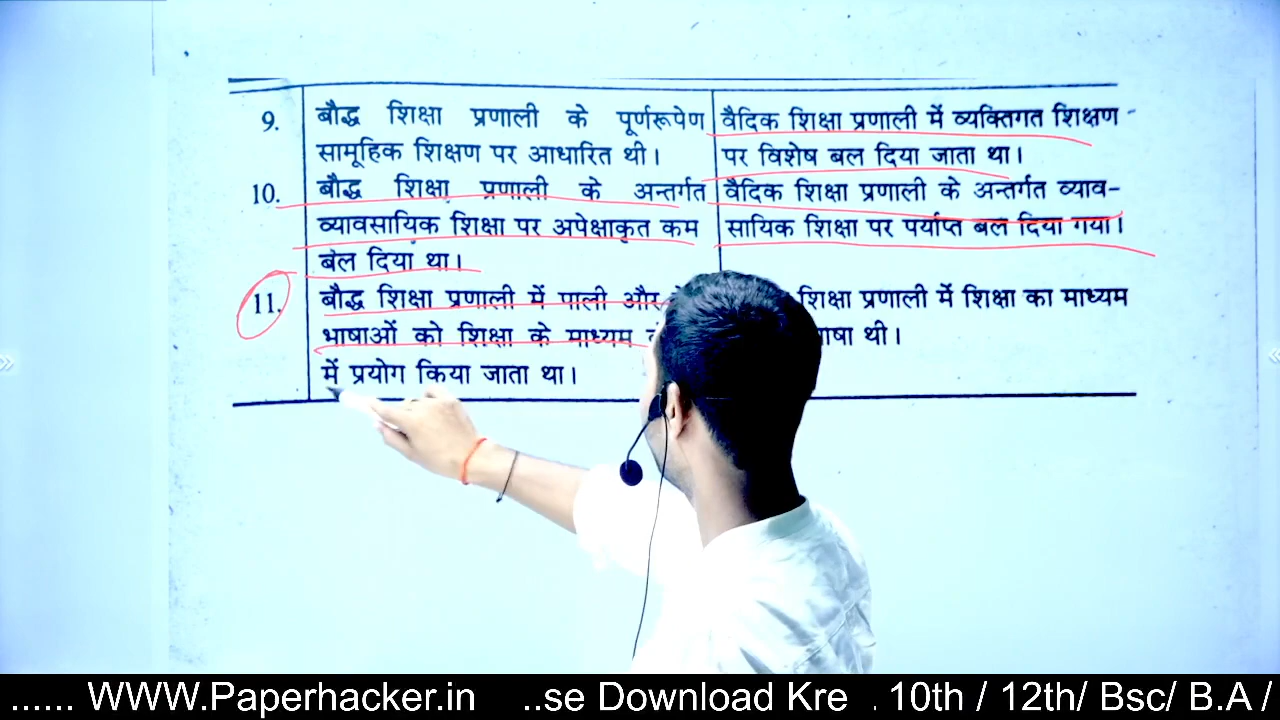 9. बौद्ध शिक्षा प्रणाली के पूर्णरूपेण
सामूहिक शिक्षण पर आधारित थी।
वैदिक शिक्षा प्रणाली में व्यक्तिगत शिक्षण
पर विशेष बल दिया जाता था।
10. बौद्ध शिक्षा प्रणाली के अन्तर्गत
व्यावसायिक शिक्षा पर अपेक्षाकृत कम
बल दिया था।
वैदिक शिक्षा प्रणाली के अन्तर्गत व्याव-
सायिक शिक्षा पर पर्याप्त बल दिया गया।
11. बौद्ध शिक्षा प्रणाली में पाली और
भाषाओं को शिक्षा के माध्यम
में प्रयोग किया जाता था।
शिक्षा प्रणाली में शिक्षा का माध्यम
थी।
...... WWW.Paperhacker.in ..se Download Kre . 10th / 12th/ Bsc/ B.A /